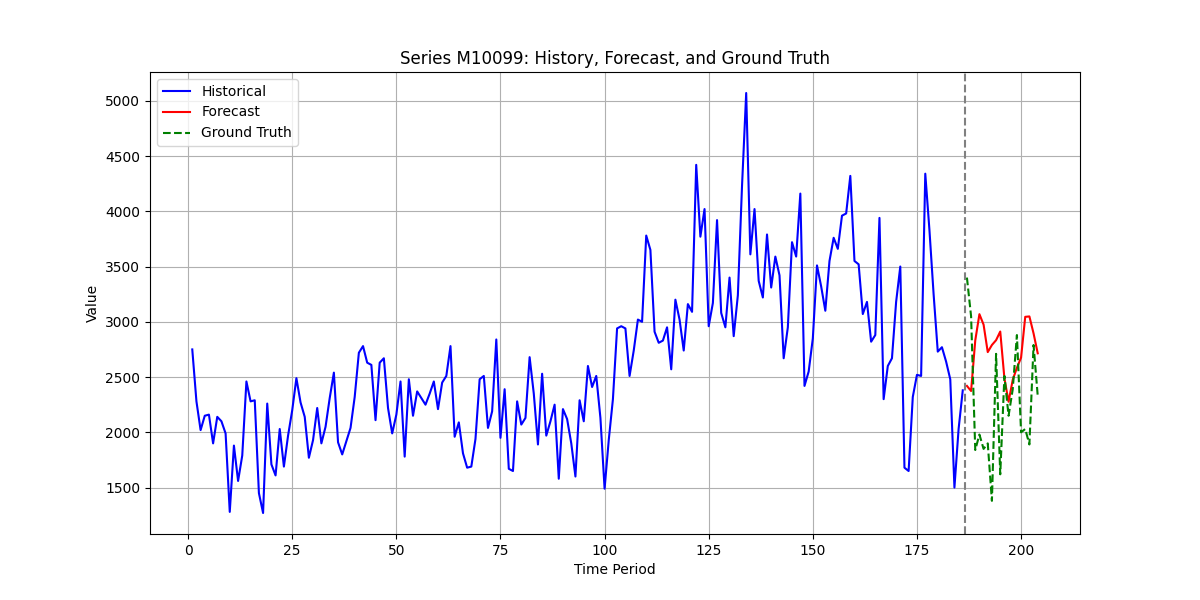 Series M10099: History, Forecast, and Ground Truth
Historical
Forecast
Ground Truth
Value
5000
4500
4000
3500
3000
2500
2000
1500
0 25 50 75 100 125 150 175 200
Time Period